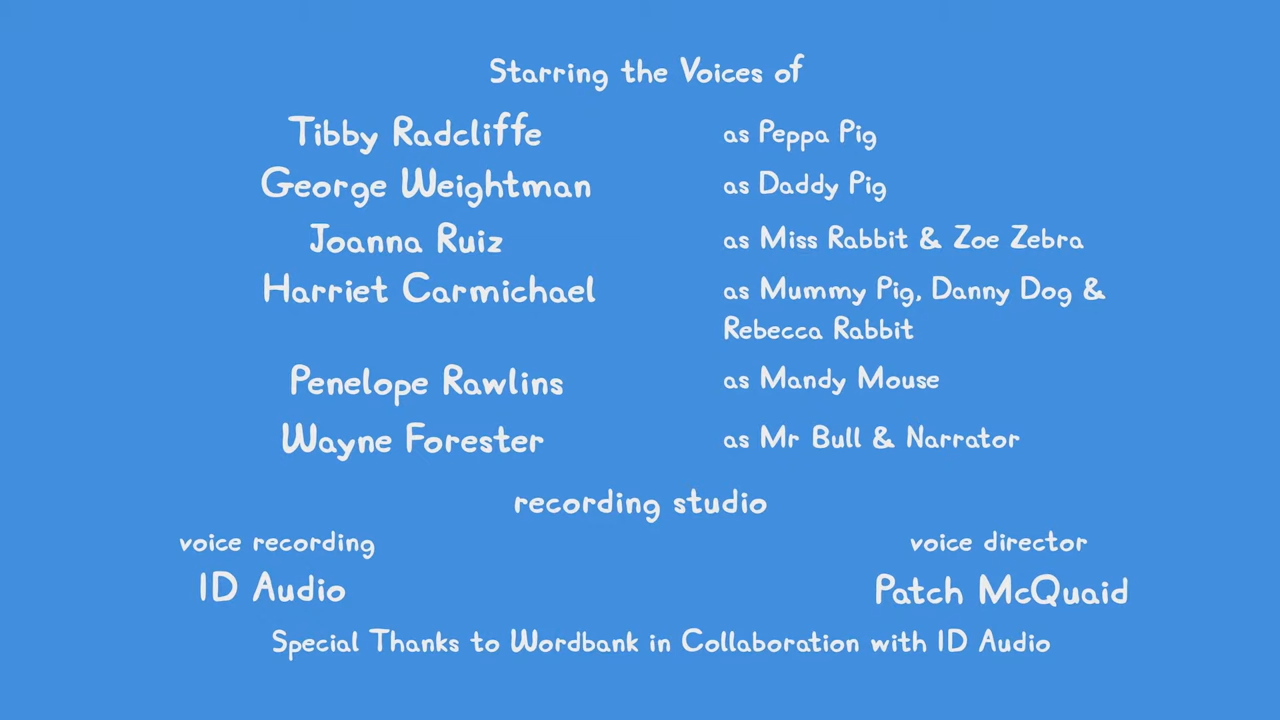 Starring the Voices of
Tibby Radcliffe as Peppa Pig
George Weightman as Daddy Pig
Joanna Ruiz as Miss Rabbit & Zoe Zebra
Harriet Carmichael as Mummy Pig, Danny Dog &
Rebecca Rabbit
Penelope Rawlins as Mandy Mouse
Wayne Forester as Mr Bull & Narrator
recording studio
voice recording voice director
ID Audio Patch McQuaid
Special Thanks to Wordbank in Collaboration with ID Audio